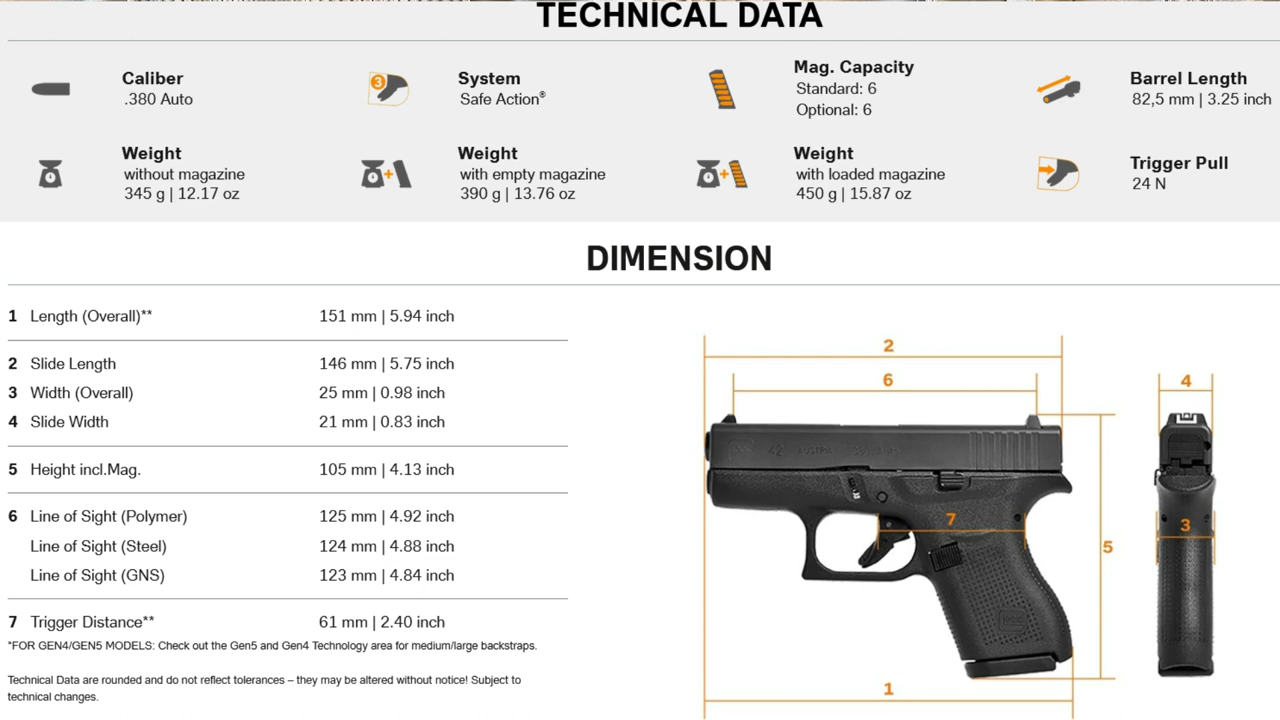 TECHNICAL DATA
Caliber
.380 Auto
System
Safe Action®
Mag. Capacity
Standard: 6
Optional: 6
Barrel Length
82,5 mm | 3.25 inch
Weight
without magazine
345 g | 12.17 oz
Weight
with empty magazine
390 g | 13.76 oz
Weight
with loaded magazine
450 g | 15.87 oz
Trigger Pull
24 N
3
DIMENSION
1 Length (Overall)** 151 mm | 5.94 inch
2 Slide Length 146 mm | 5.75 inch
3 Width (Overall) 25 mm | 0.98 inch
4 Slide Width 21 mm | 0.83 inch
5 Height incl.Mag. 105 mm | 4.13 inch
6 Line of Sight (Polymer) 125 mm | 4.92 inch
Line of Sight (Steel) 124 mm | 4.88 inch
Line of Sight (GNS) 123 mm | 4.84 inch
7 Trigger Distance** 61 mm | 2.40 inch
*FOR GEN4/GEN5 MODELS: Check out the Gen5 and Gen4 Technology area for medium/large backstraps.
Technical Data are rounded and do not reflect tolerances – they may be altered without notice! Subject to
technical changes.
2
6
4
42 AUSTRIA
7
3
5
1